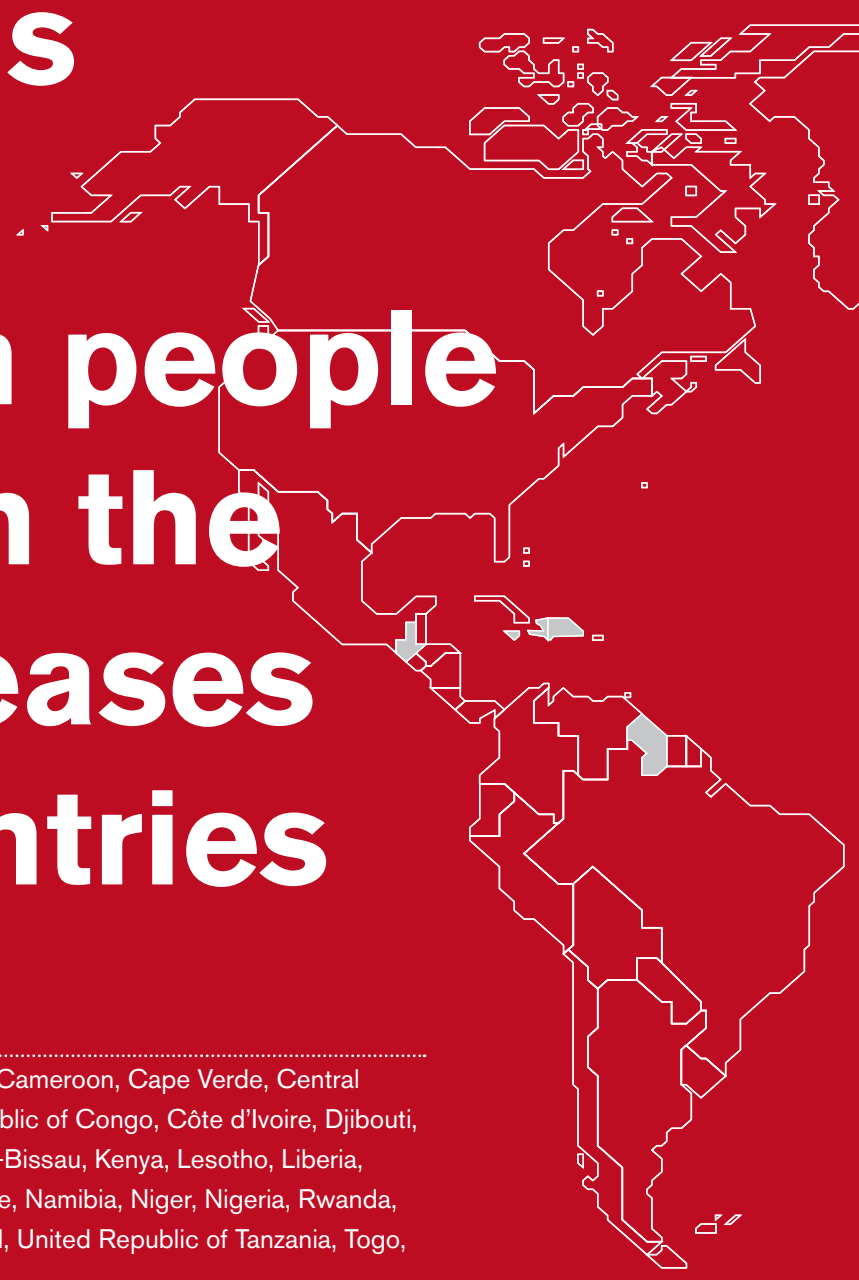 s
n people
n the
eases
ntries
Cameroon, Cape Verde, Central
blic of Congo, Côte d’Ivoire, Djibouti,
-Bissau, Kenya, Lesotho, Liberia,
e, Namibia, Niger, Nigeria, Rwanda,
l, United Republic of Tanzania, Togo,